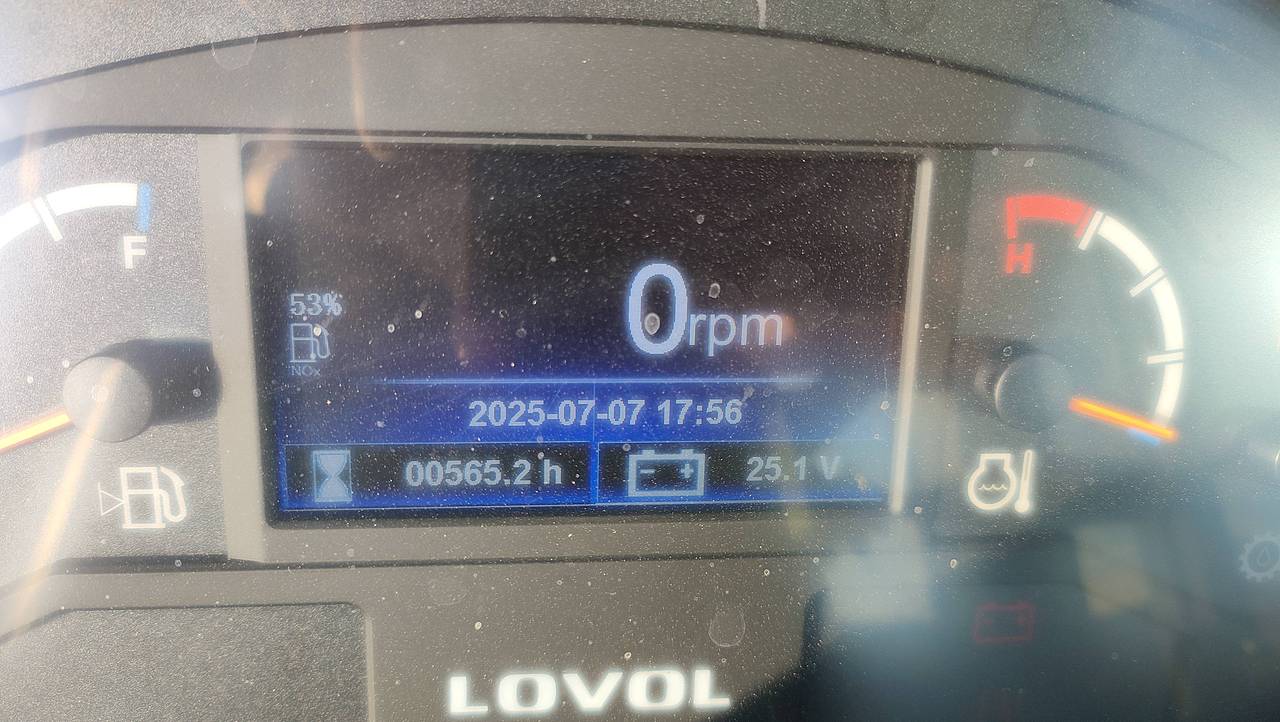 F
H
53%
NOx
0rpm
2025-07-07 17:56
00565.2 h
25.1 V
LOVOL